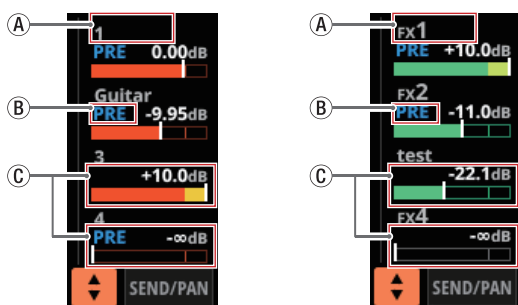 Ⓐ
1
PRE 0.00dB
Ⓑ
Guitar
PRE -9.95dB
3
Ⓒ
+10.0dB
4
PRE -∞dB
SEND/PAN
Ⓐ
FX1
PRE +10.0dB
FX2
Ⓑ
PRE -11.0dB
test
Ⓒ
-22.1dB
FX4
-∞dB
SEND/PAN